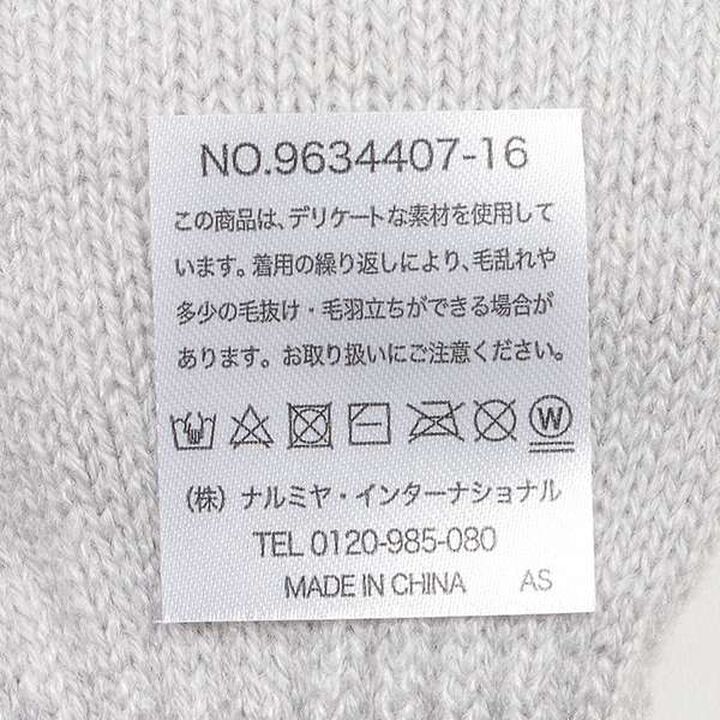 NO.9634407-16
この商品は、デリケートな素材を使用して
います。着用の繰り返しにより、毛乱れや
多少の毛抜け・毛羽立ちができる場合が
あります。お取り扱いにご注意ください。
W
（株）ナルミヤ・インターナショナル
TEL 0120-985-080
MADE IN CHINA AS